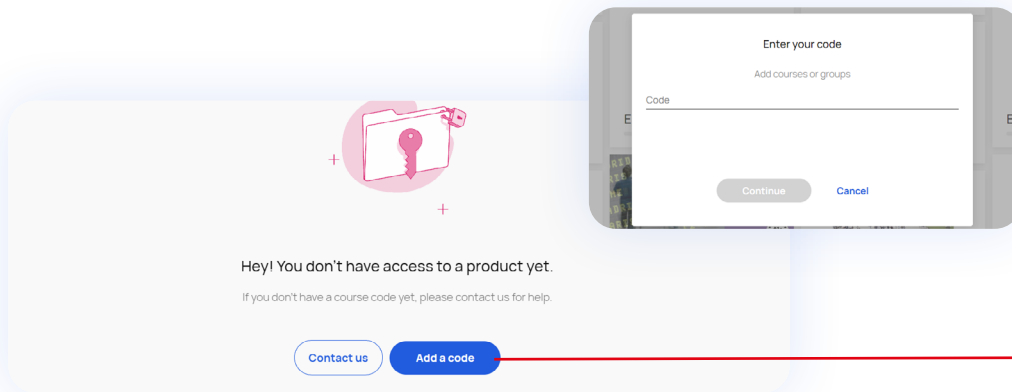 Enter your code
Add courses or groups
Code
E
E
Continue
Cancel
Hey! You don't have access to a product yet.
If you don't have a course code yet, please contact us for help.
Contact us
Add a code